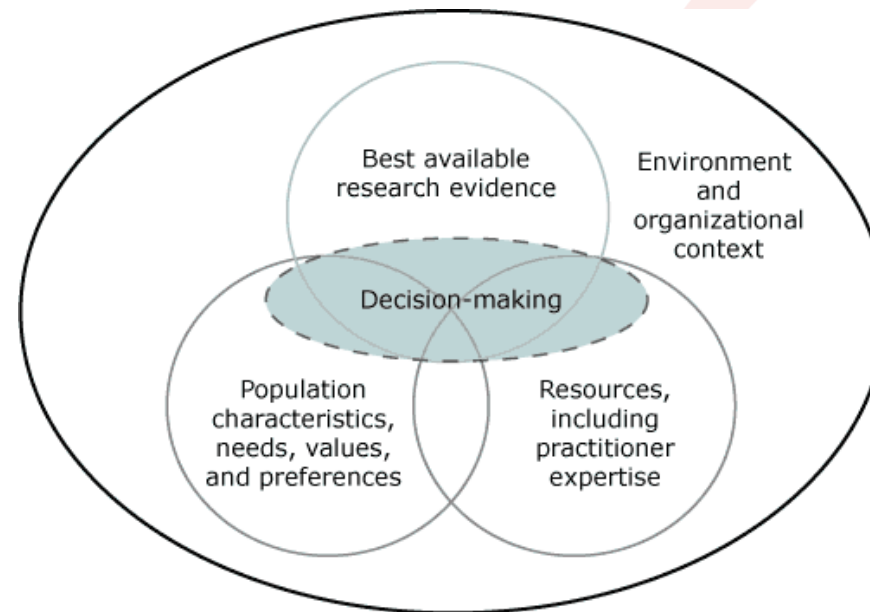 Best available
research evidence
Environment
and
organizational
context
Decision-making
Population
characteristics,
needs, values,
and preferences
Resources,
including
practitioner
expertise